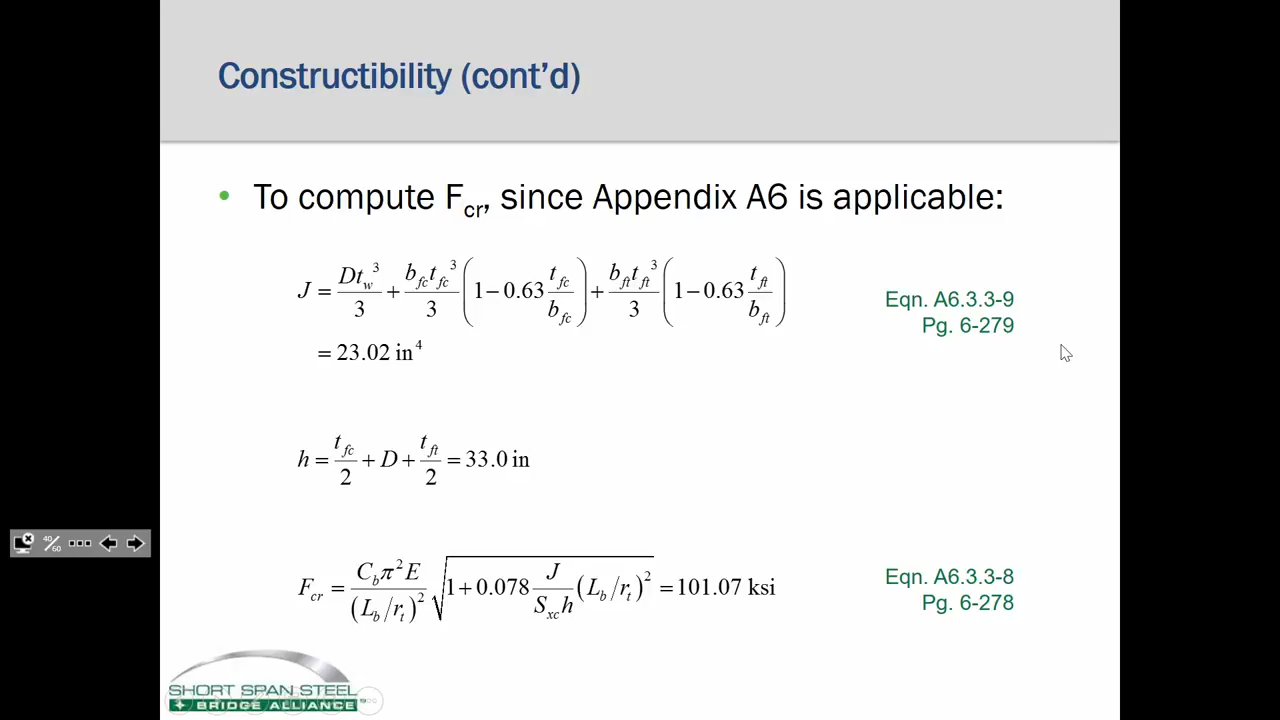 Constructibility (cont'd)
• To compute F_cr, since Appendix A6 is applicable:
J = Dt_w^3/3 + b_fc t_fc^3/3 (1 − 0.63 t_fc/b_fc) + b_ft t_ft^3/3 (1 − 0.63 t_ft/b_ft)
Eqn. A6.3.3-9
Pg. 6-279
= 23.02 in^4
h = t_fc/2 + D + t_ft/2 = 33.0 in
F_cr = C_b π^2 E/(L_b/r_t)^2 √(1 + 0.078 J/(S_xc h) (L_b/r_t)^2) = 101.07 ksi
Eqn. A6.3.3-8
Pg. 6-278
40/60
SHORT SPAN STEEL
BRIDGE ALLIANCE